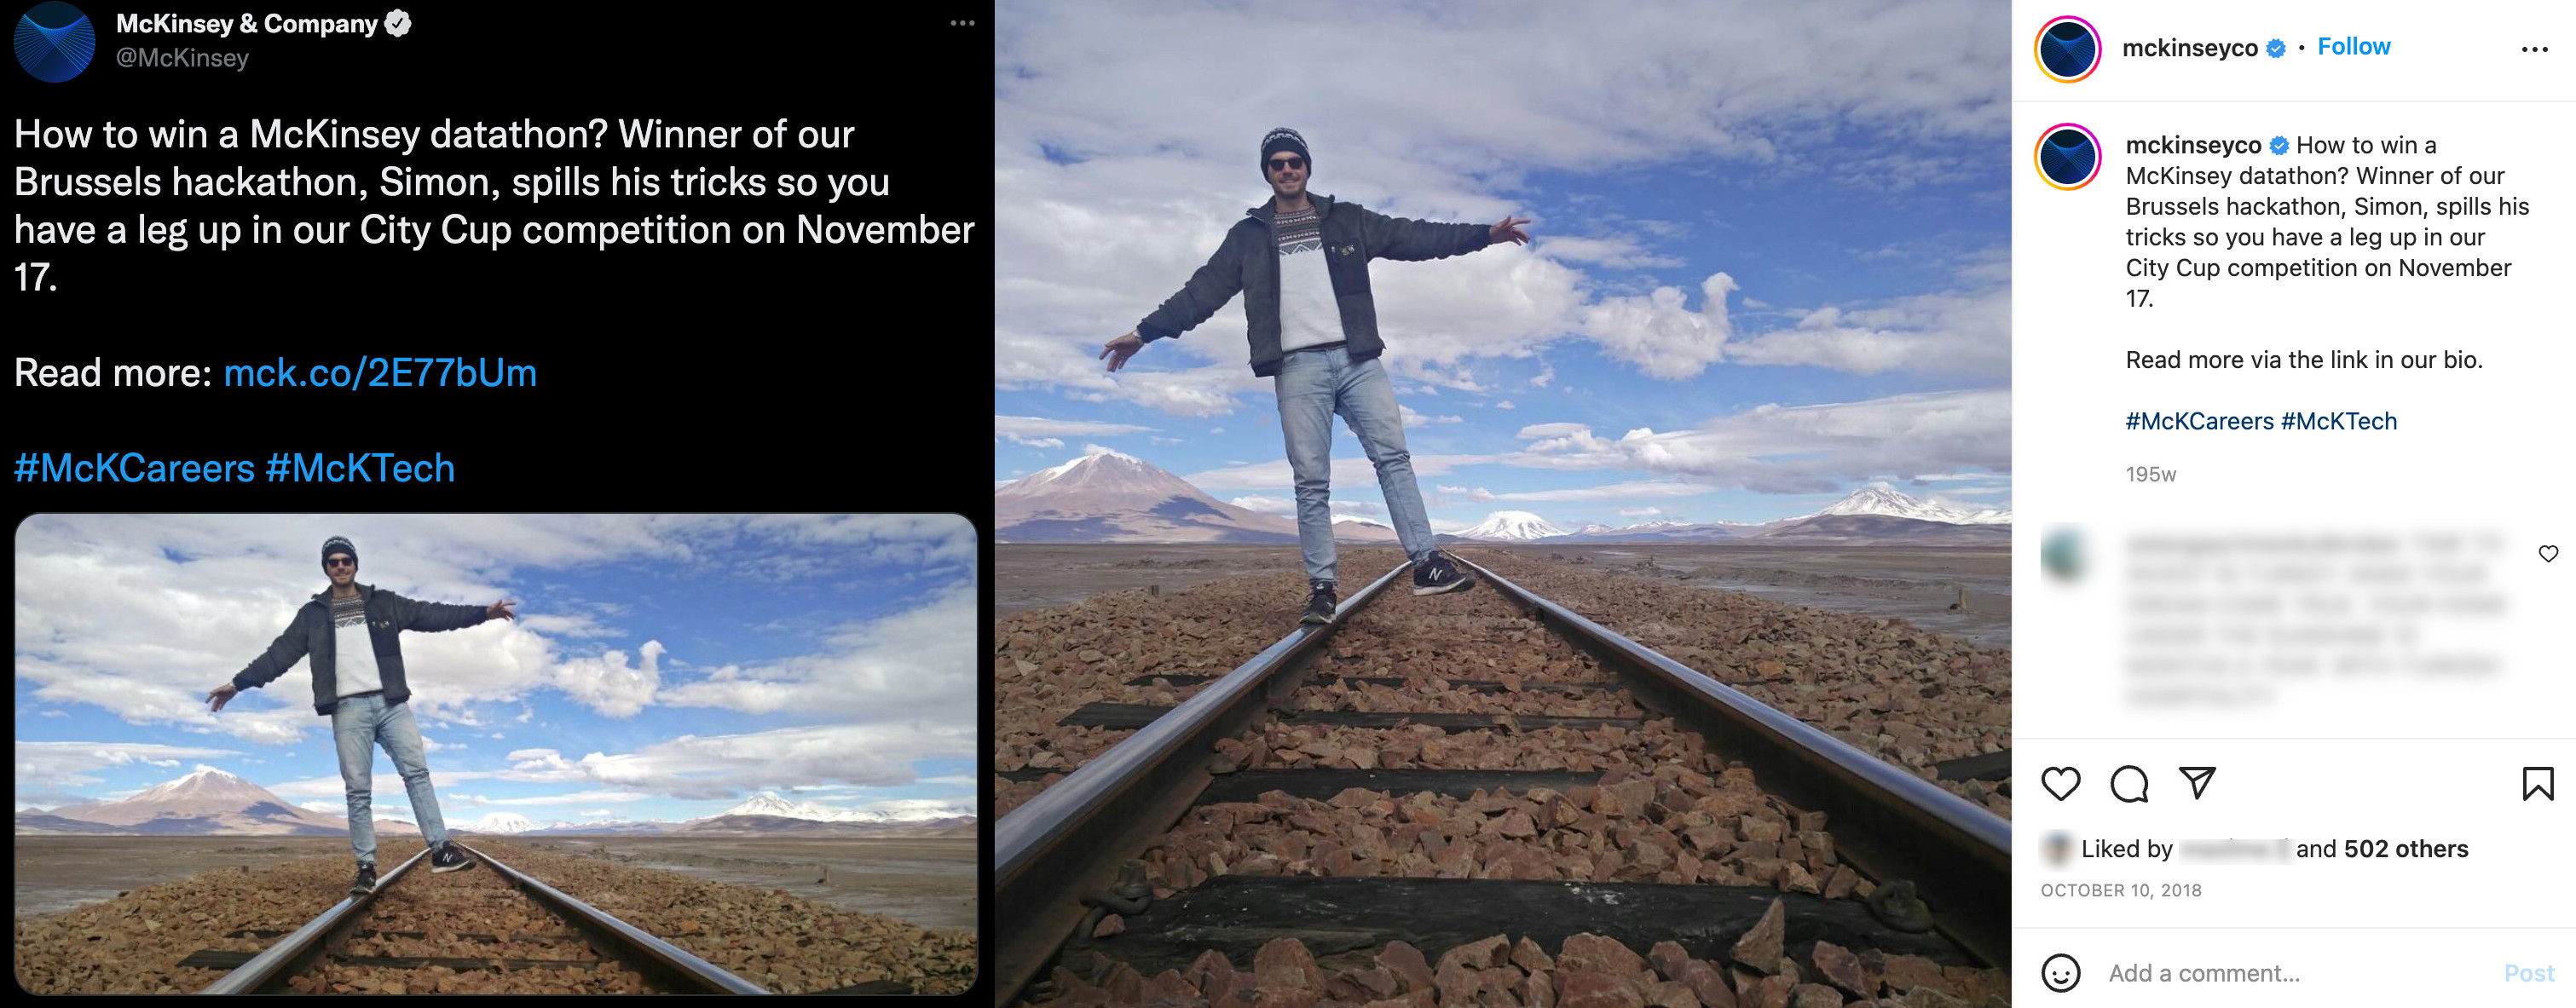 McKinsey & Company
@McKinsey
How to win a McKinsey datathon? Winner of our
Brussels hackathon, Simon, spills his tricks so you
have a leg up in our City Cup competition on November
17.
Read more: mck.co/2E77bUm
#McKCareers #McKTech
N
N
mckinseyco • Follow
mckinseyco How to win a
McKinsey datathon? Winner of our
Brussels hackathon, Simon, spills his
tricks so you have a leg up in our
City Cup competition on November
17.
Read more via the link in our bio.
#McKCareers #McKTech
195w
Liked by and 502 others
OCTOBER 10, 2018
Add a comment...
Post